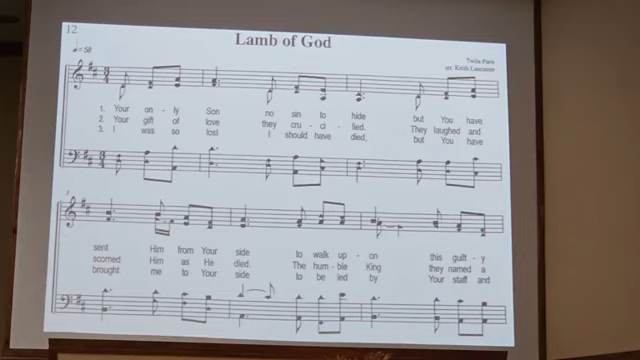 12
Lamb of God
♩ = 58
Twila Paris
arr. Keith Lancaster
1. Your on - ly Son no sin to hide but You have
2. Your gift of love they cru - ci - fied. They laughed and
3. I was so lost I should have died, but You have
3
sent Him from Your side to walk up - on this guilt - y
scorned Him as He died. The hum - ble King they named a
brought me to Your side to be led by Your staff and